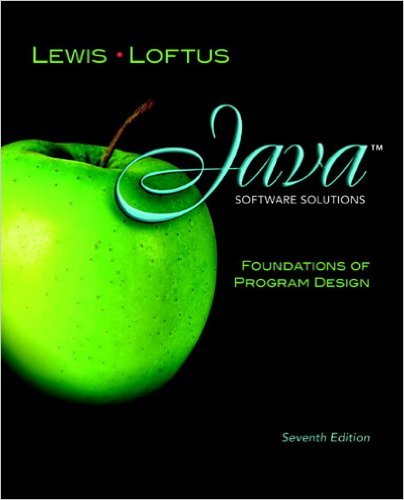 LEWIS • LOFTUS
Java™
SOFTWARE SOLUTIONS
FOUNDATIONS OF
PROGRAM DESIGN
Seventh Edition